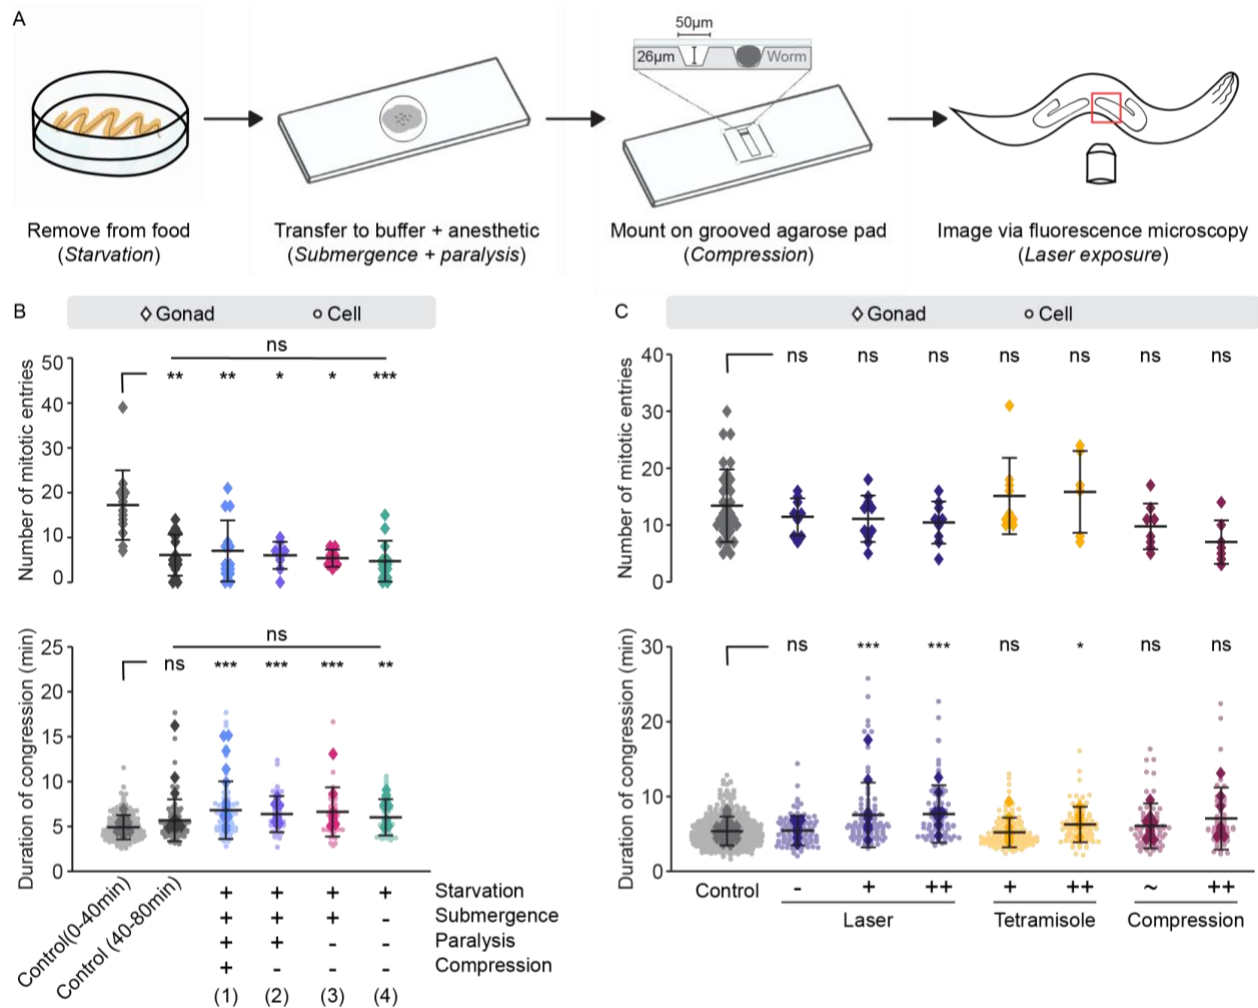 A
50µm
26µm
Worm
Remove from food
(Starvation)
Transfer to buffer + anesthetic
(Submergence + paralysis)
Mount on grooved agarose pad
(Compression)
Image via fluorescence microscopy
(Laser exposure)
B
Gonad Cell
Number of mitotic entries
50
40
30
20
10
0
ns
** ** * * ***
Duration of congression (min)
25
20
15
10
5
0
ns
ns *** *** *** **
Control(0-40min)
Control (40-80min)
+ + + + Starvation
+ + + - Submergence
+ + - - Paralysis
+ - - - Compression
(1) (2) (3) (4)
C
Gonad Cell
Number of mitotic entries
40
30
20
10
0
ns ns ns ns ns ns ns
Duration of congression (min)
30
20
10
0
ns *** *** ns * ns ns
Control - + ++ + ++ ~ ++
Laser Tetramisole Compression